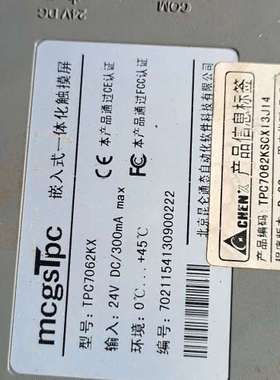 24VDC
COM
mcgsTpc 嵌入式一体化触摸屏
型号：TPC7062KX
CE 本产品通过CE认证
输入：24V DC/300mA max
FC 本产品通过FCC认证
环境：0℃...+45℃
编号：7021154130900222
北京昆仑通态自动化软件科技有限公司
ACHEN 产品信息标签
产品编码：TPC7062KSCX13J14